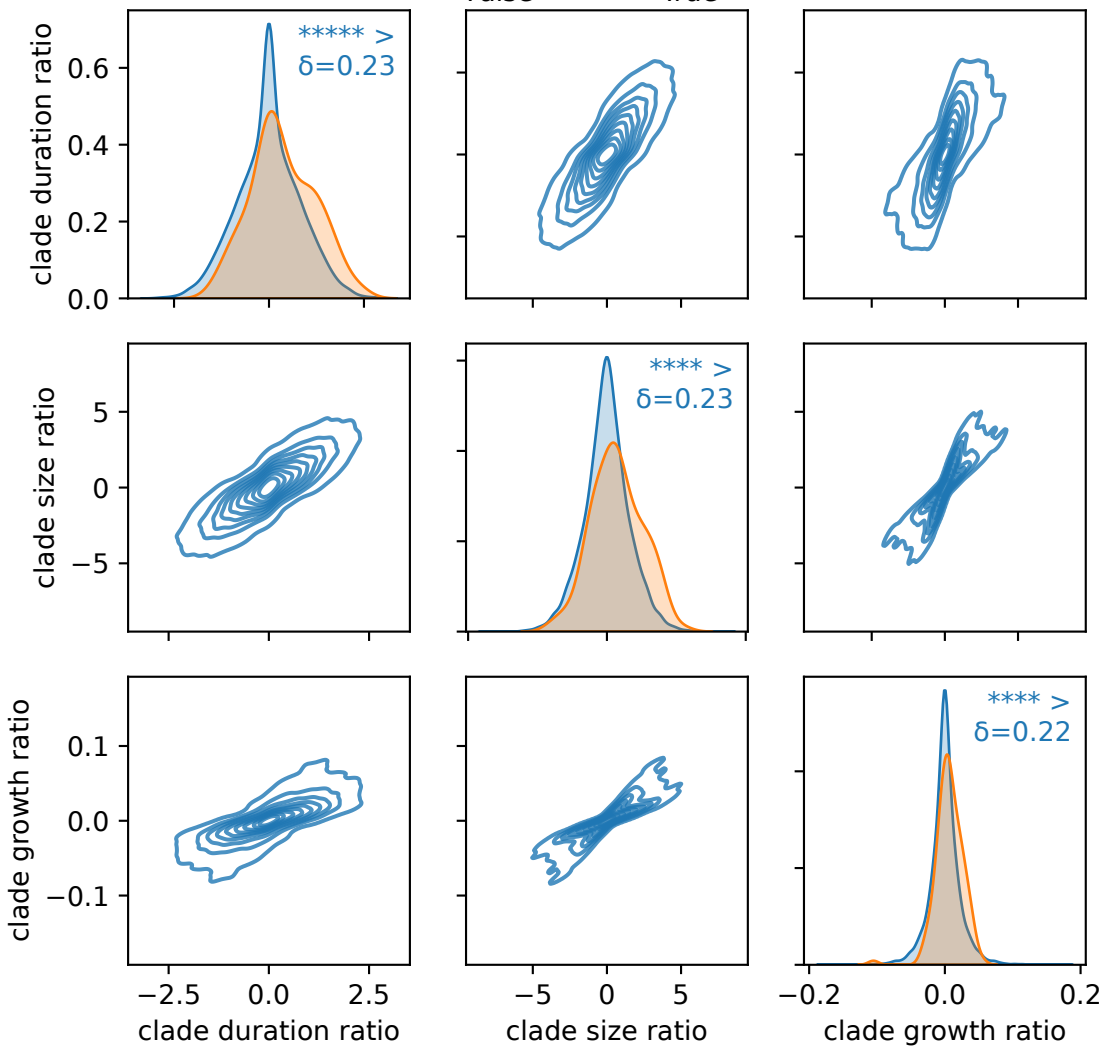 clade duration ratio
0.6
0.4
0.2
0.0
***** >
δ=0.23
clade size ratio
5
0
−5
**** >
δ=0.23
clade growth ratio
0.1
0.0
−0.1
**** >
δ=0.22
−2.5 0.0 2.5
−5 0 5
−0.2 0.0 0.2
clade duration ratio
clade size ratio
clade growth ratio